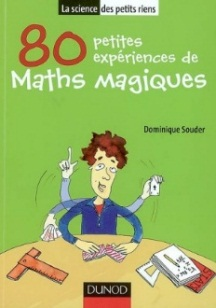 La science des petits riens
80 petites
expériences de
Maths magiques
Dominique Souder
DUNOD